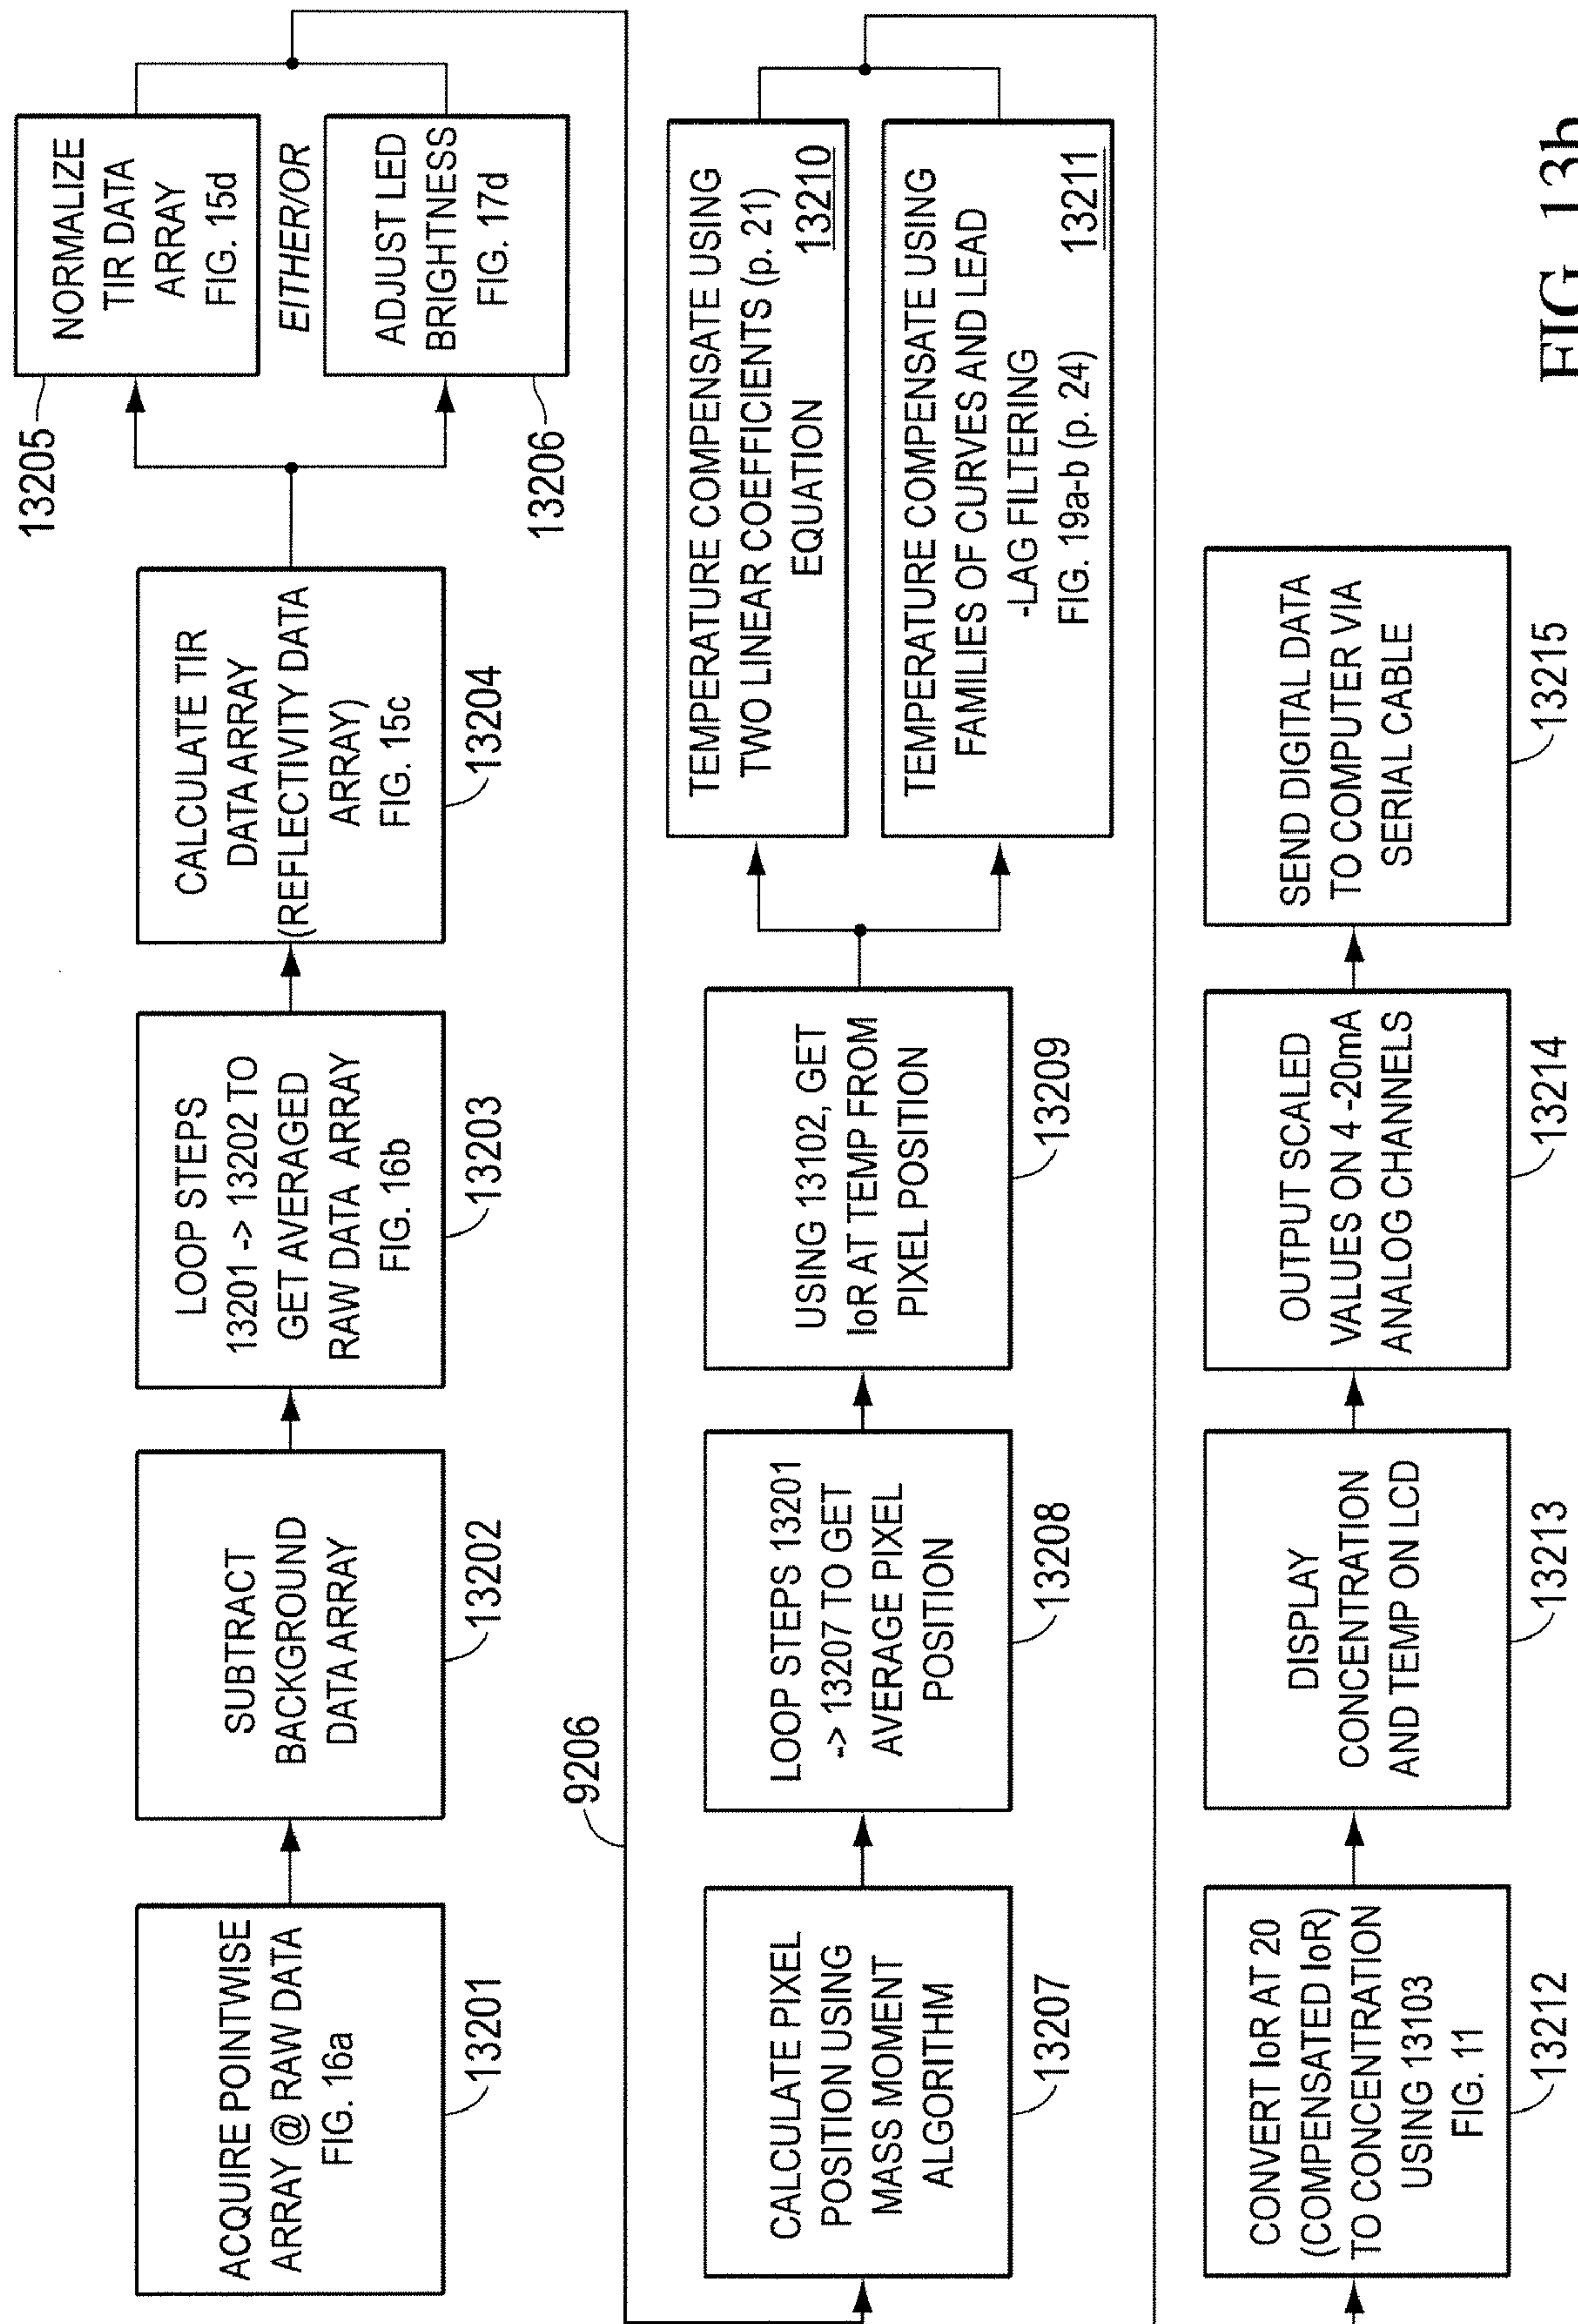 ACQUIRE POINTWISE
ARRAY @ RAW DATA
FIG. 16a
13201
SUBTRACT
BACKGROUND
DATA ARRAY
13202
LOOP STEPS
13201 -> 13202 TO
GET AVERAGED
RAW DATA ARRAY
FIG. 16b
13203
CALCULATE TIR
DATA ARRAY
(REFLECTIVITY DATA
ARRAY)
FIG. 15c
13204
13205
NORMALIZE
TIR DATA
ARRAY
FIG. 15d
EITHER/OR
ADJUST LED
BRIGHTNESS
FIG. 17d
13206
9206
CALCULATE PIXEL
POSITION USING
MASS MOMENT
ALGORITHM
13207
LOOP STEPS 13201
-> 13207 TO GET
AVERAGE PIXEL
POSITION
13208
USING 13102, GET
IoR AT TEMP FROM
PIXEL POSITION
13209
TEMPERATURE COMPENSATE USING
TWO LINEAR COEFFICIENTS (p. 21)
EQUATION 13210
TEMPERATURE COMPENSATE USING
FAMILIES OF CURVES AND LEAD
-LAG FILTERING
FIG. 19a-b (p. 24) 13211
CONVERT IoR AT 20
(COMPENSATED IoR)
TO CONCENTRATION
USING 13103
FIG. 11
13212
DISPLAY
CONCENTRATION
AND TEMP ON LCD
13213
OUTPUT SCALED
VALUES ON 4 -20mA
ANALOG CHANNELS
13214
SEND DIGITAL DATA
TO COMPUTER VIA
SERIAL CABLE
13215
FIG. 13b